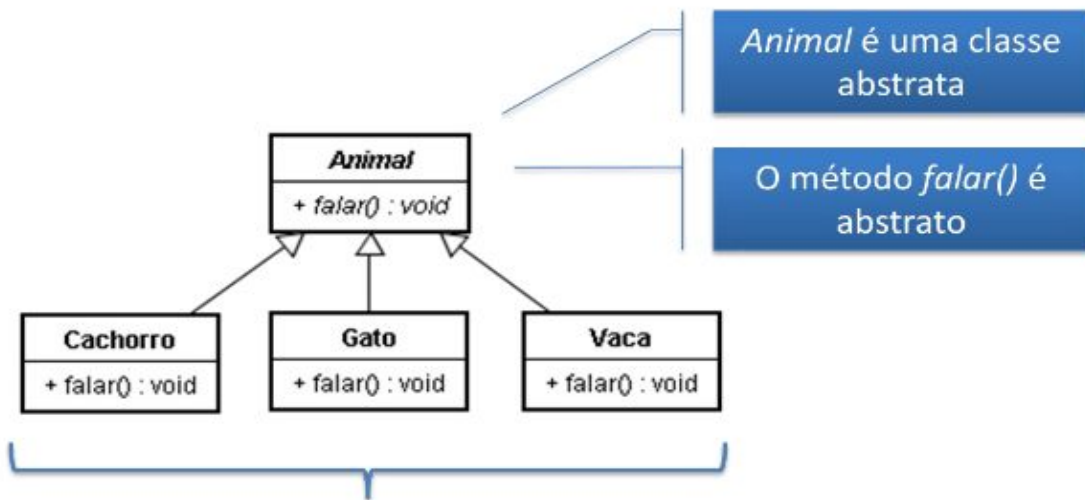 Animal é uma classe
abstrata
Animal
+ falar() : void
O método falar() é
abstrato
Cachorro
+ falar() : void
Gato
+ falar() : void
Vaca
+ falar() : void